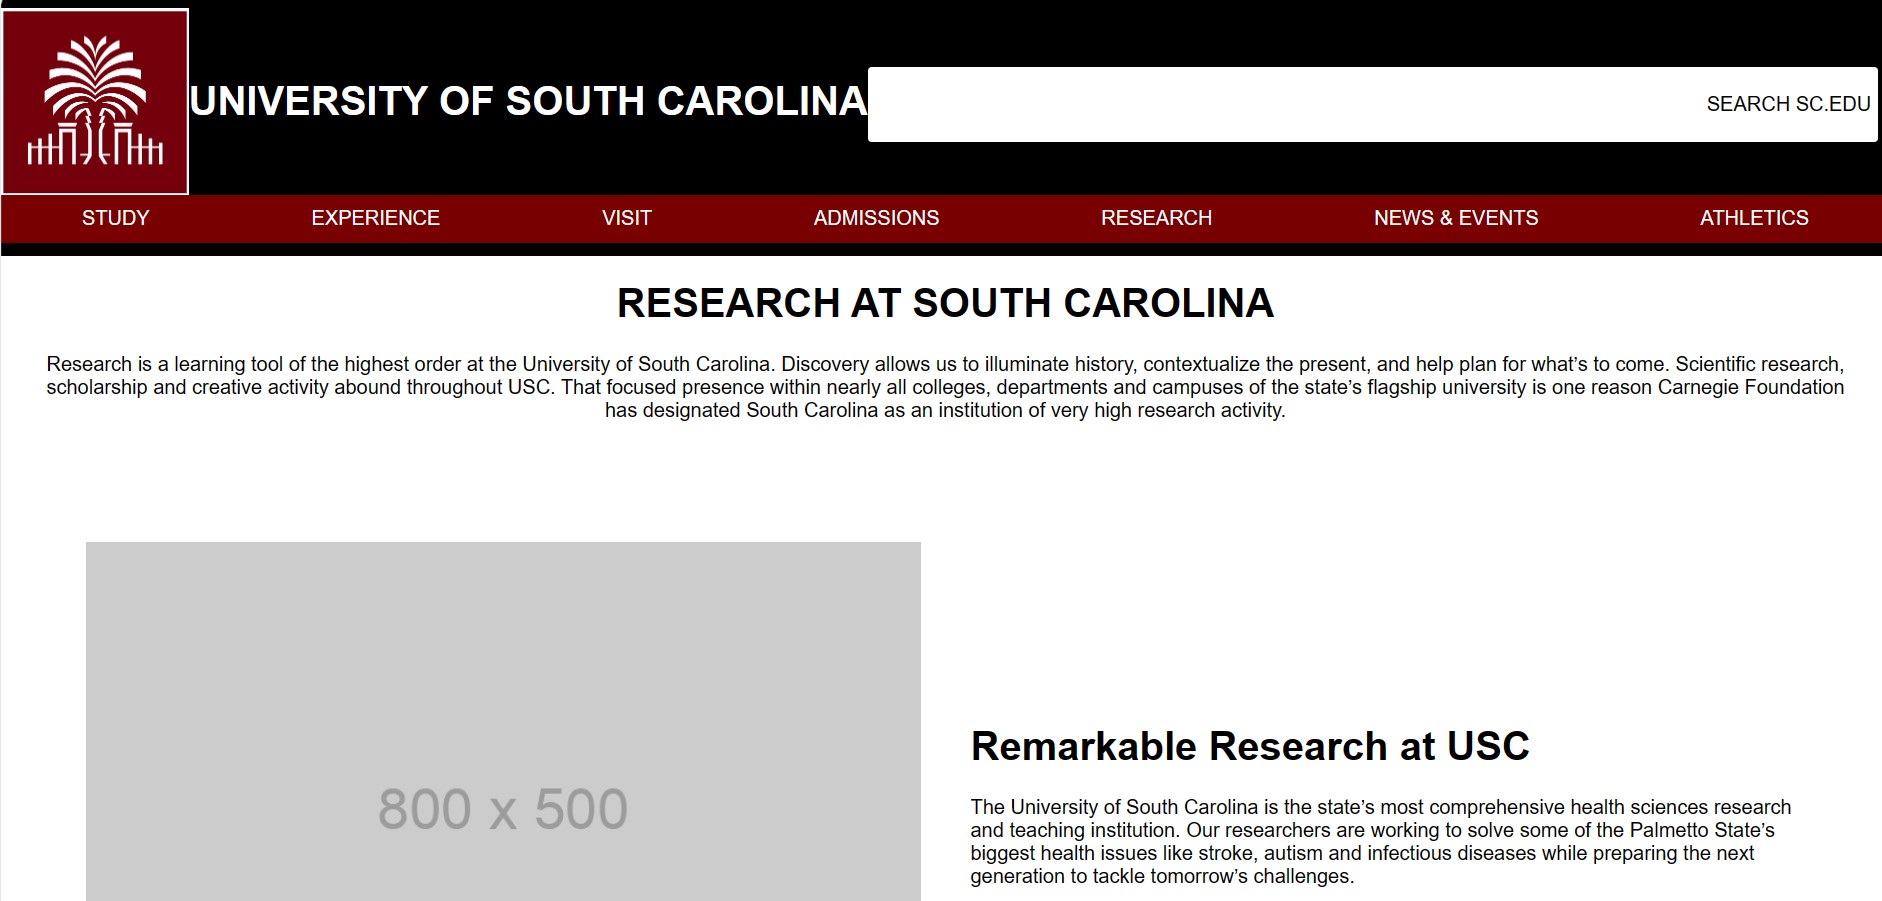 UNIVERSITY OF SOUTH CAROLINA
SEARCH SC.EDU
STUDY EXPERIENCE VISIT ADMISSIONS RESEARCH NEWS & EVENTS ATHLETICS
RESEARCH AT SOUTH CAROLINA
Research is a learning tool of the highest order at the University of South Carolina. Discovery allows us to illuminate history, contextualize the present, and help plan for what’s to come. Scientific research,
scholarship and creative activity abound throughout USC. That focused presence within nearly all colleges, departments and campuses of the state’s flagship university is one reason Carnegie Foundation
has designated South Carolina as an institution of very high research activity.
800 x 500
Remarkable Research at USC
The University of South Carolina is the state’s most comprehensive health sciences research
and teaching institution. Our researchers are working to solve some of the Palmetto State’s
biggest health issues like stroke, autism and infectious diseases while preparing the next
generation to tackle tomorrow’s challenges.